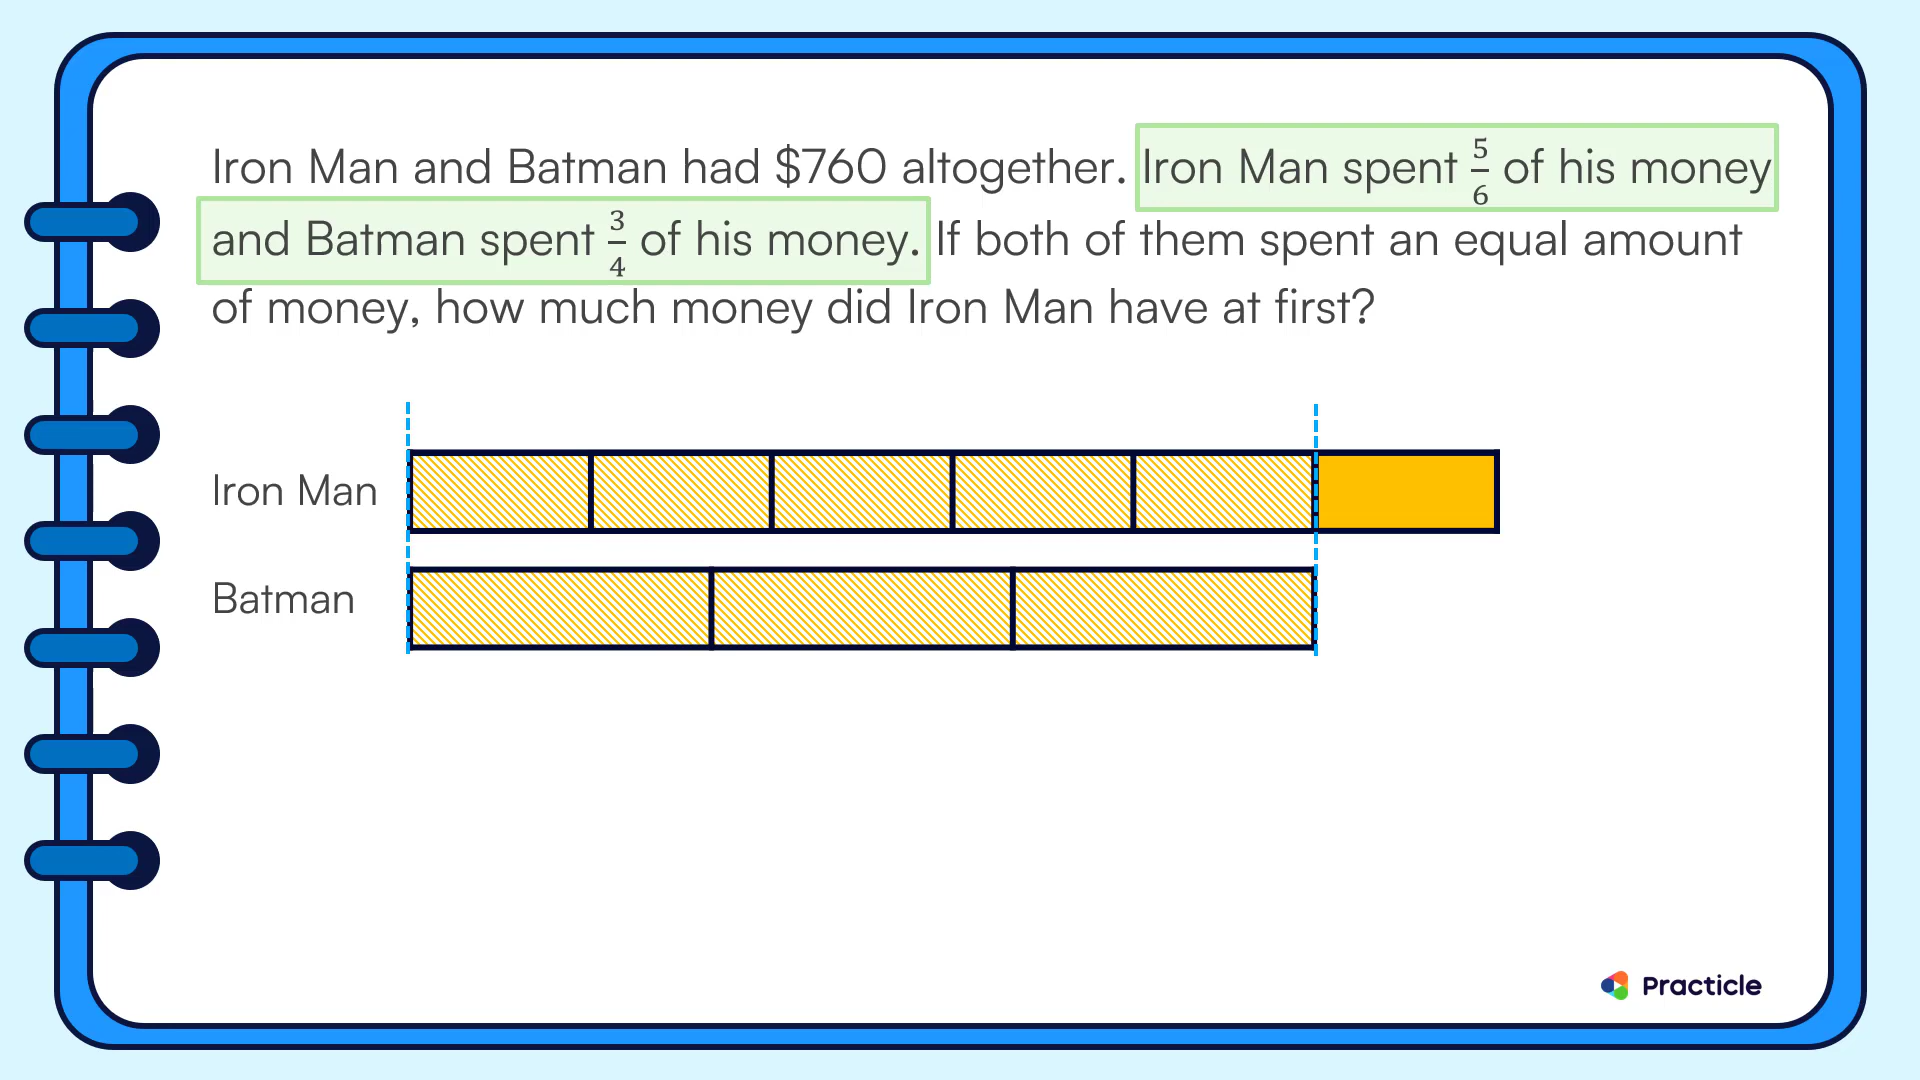 Iron Man and Batman had $760 altogether. Iron Man spent 5/6 of his money
and Batman spent 3/4 of his money. If both of them spent an equal amount
of money, how much money did Iron Man have at first?
Iron Man
Batman
Practicle